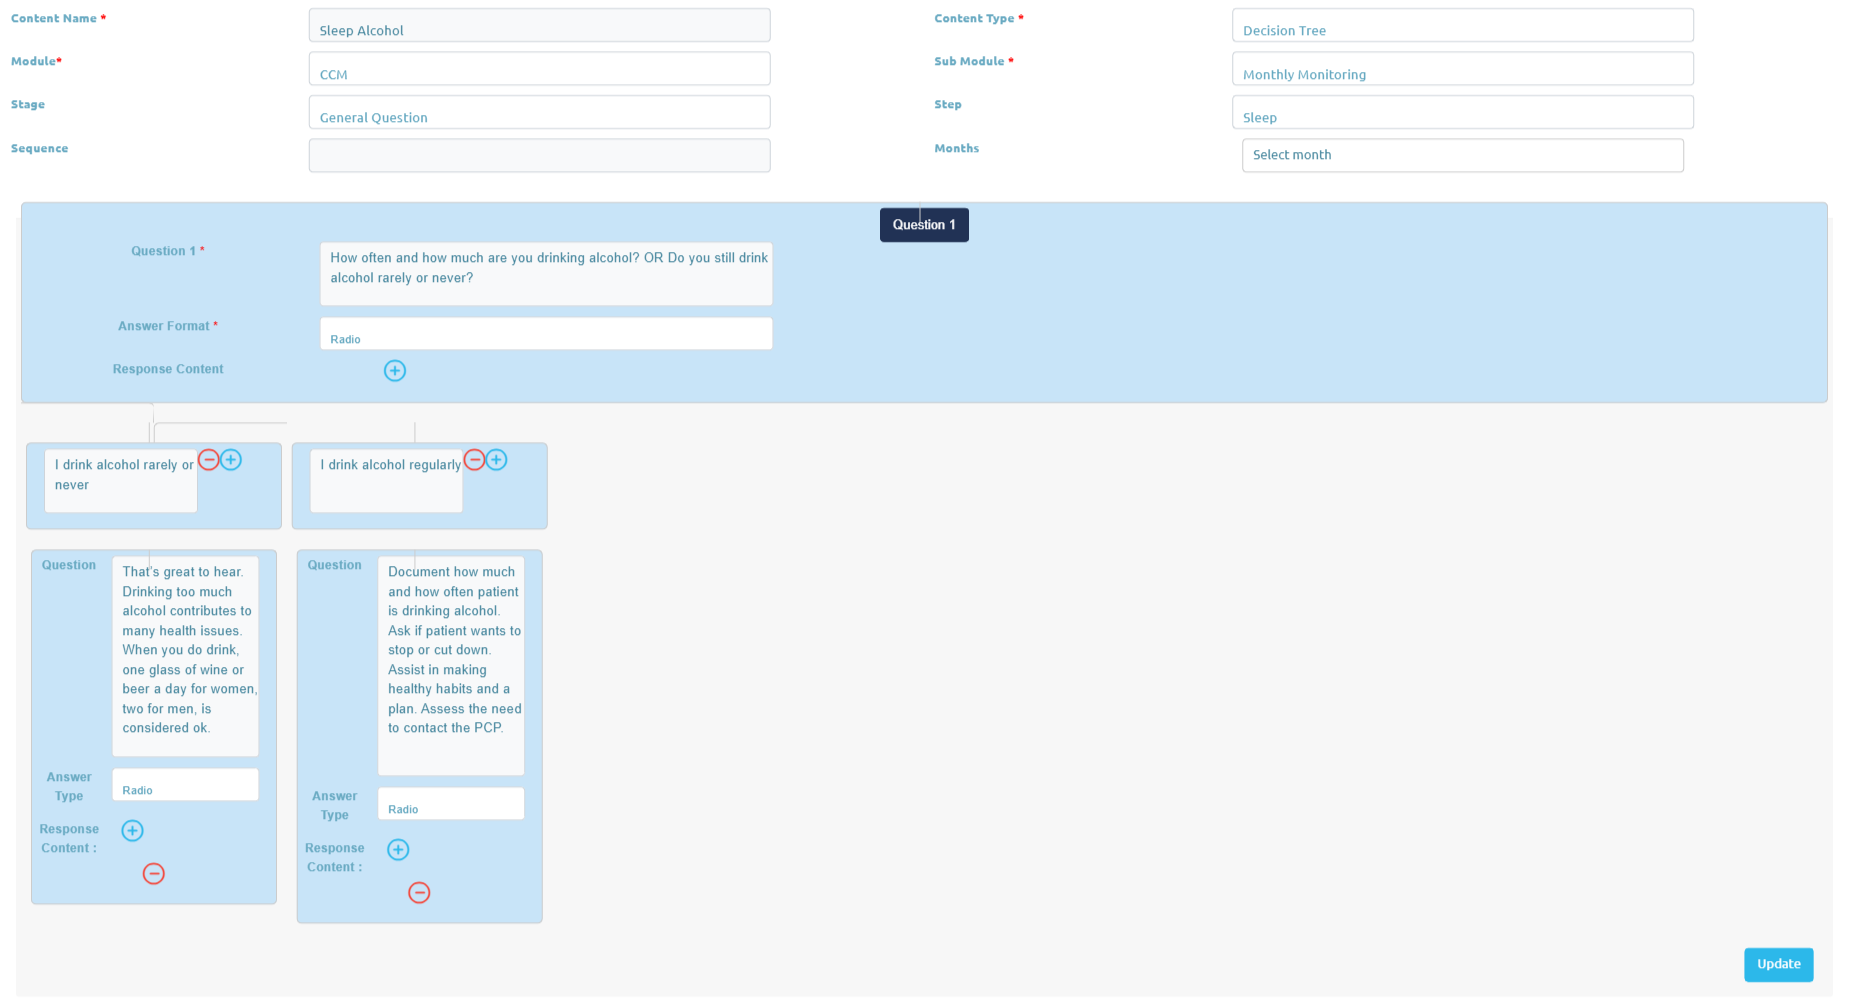 Content Name *
Sleep Alcohol
Content Type *
Decision Tree
Module*
CCM
Sub Module *
Monthly Monitoring
Stage
General Question
Step
Sleep
Sequence
Months
Select month
Question 1
Question 1 *
How often and how much are you drinking alcohol? OR Do you still drink
alcohol rarely or never?
Answer Format *
Radio
Response Content
I drink alcohol rarely or
never
I drink alcohol regularly
Question
That's great to hear.
Drinking too much
alcohol contributes to
many health issues.
When you do drink,
one glass of wine or
beer a day for women,
two for men, is
considered ok.
Answer
Type
Radio
Response
Content :
Question
Document how much
and how often patient
is drinking alcohol.
Ask if patient wants to
stop or cut down.
Assist in making
healthy habits and a
plan. Assess the need
to contact the PCP.
Answer
Type
Radio
Response
Content :
Update